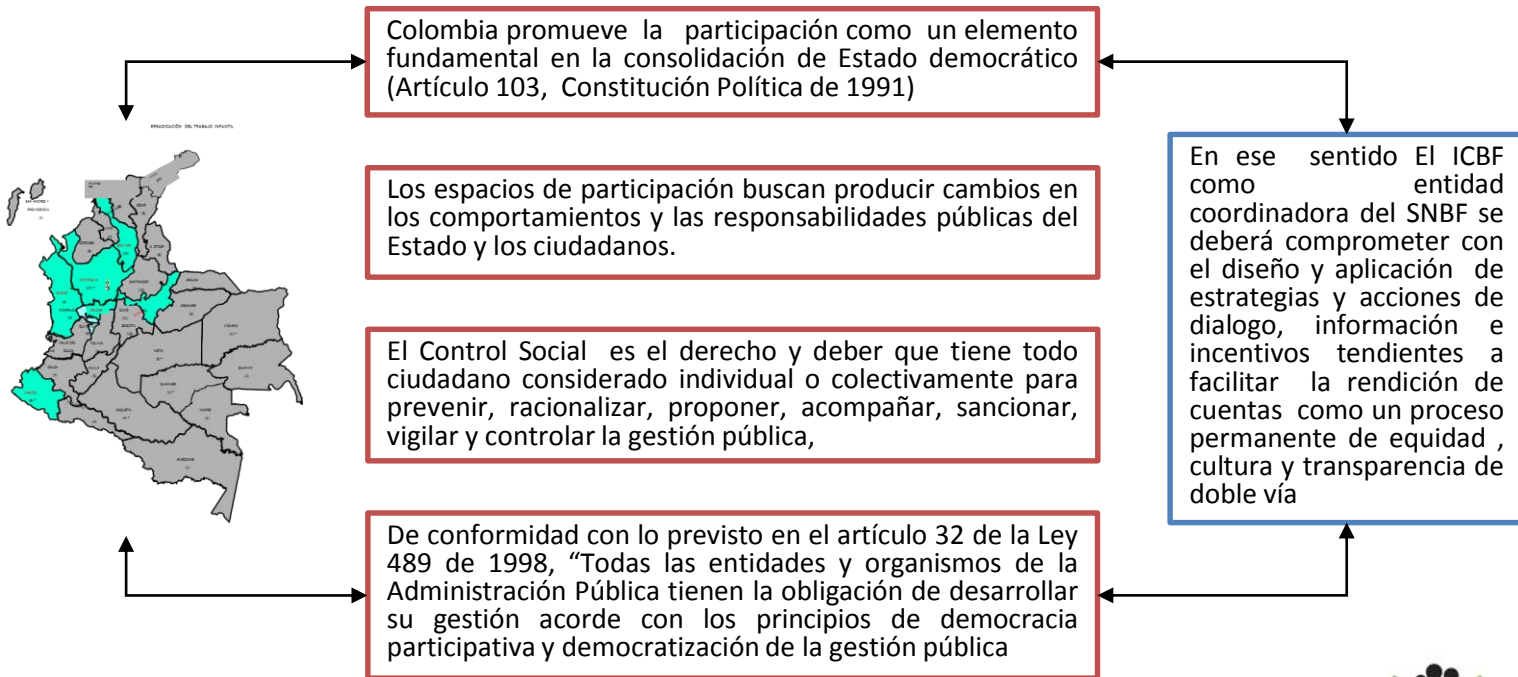 Colombia promueve la participación como un elemento
fundamental en la consolidación de Estado democrático
(Artículo 103, Constitución Política de 1991)
ERRADICACIÓN DEL TRABAJO INFANTIL
Los espacios de participación buscan producir cambios en
los comportamientos y las responsabilidades públicas del
Estado y los ciudadanos.
El Control Social es el derecho y deber que tiene todo
ciudadano considerado individual o colectivamente para
prevenir, racionalizar, proponer, acompañar, sancionar,
vigilar y controlar la gestión pública,
De conformidad con lo previsto en el artículo 32 de la Ley
489 de 1998, “Todas las entidades y organismos de la
Administración Pública tienen la obligación de desarrollar
su gestión acorde con los principios de democracia
participativa y democratización de la gestión pública
En ese sentido El ICBF
como entidad
coordinadora del SNBF se
deberá comprometer con
el diseño y aplicación de
estrategias y acciones de
dialogo, información e
incentivos tendientes a
facilitar la rendición de
cuentas como un proceso
permanente de equidad ,
cultura y transparencia de
doble vía